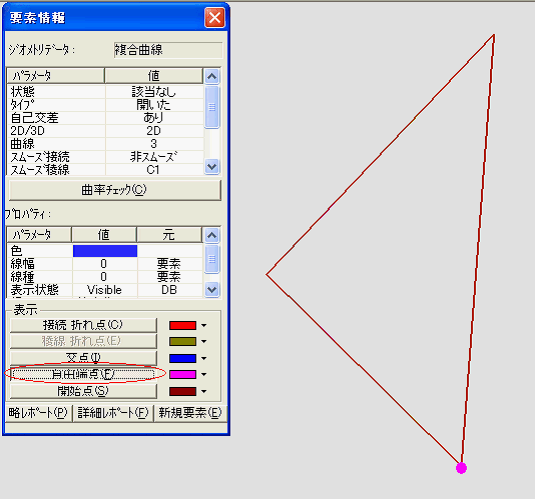 要素情報
ｼﾞｵﾒﾄﾘﾃﾞｰﾀ: 複合曲線
ﾊﾟﾗﾒｰﾀ 値
状態 該当なし
ﾀｲﾌﾟ 開いた
自己交差 あり
2D/3D 2D
曲線 3
ｽﾑｰｽﾞ接続 非ｽﾑｰｽﾞ
ｽﾑｰｽﾞ稜線 C1
曲率ﾁｪｯｸ(C)
ﾌﾟﾛﾊﾟﾃｨ:
ﾊﾟﾗﾒｰﾀ 値 元
色
線幅 0 要素
線種 0 要素
表示状態 Visible DB
表示
接続 折れ点(C)
稜線 折れ点(E)
交点(I)
自由端点(F)
開始点(S)
略ﾚﾎﾟｰﾄ(P) 詳細ﾚﾎﾟｰﾄ(F) 新規要素(E)